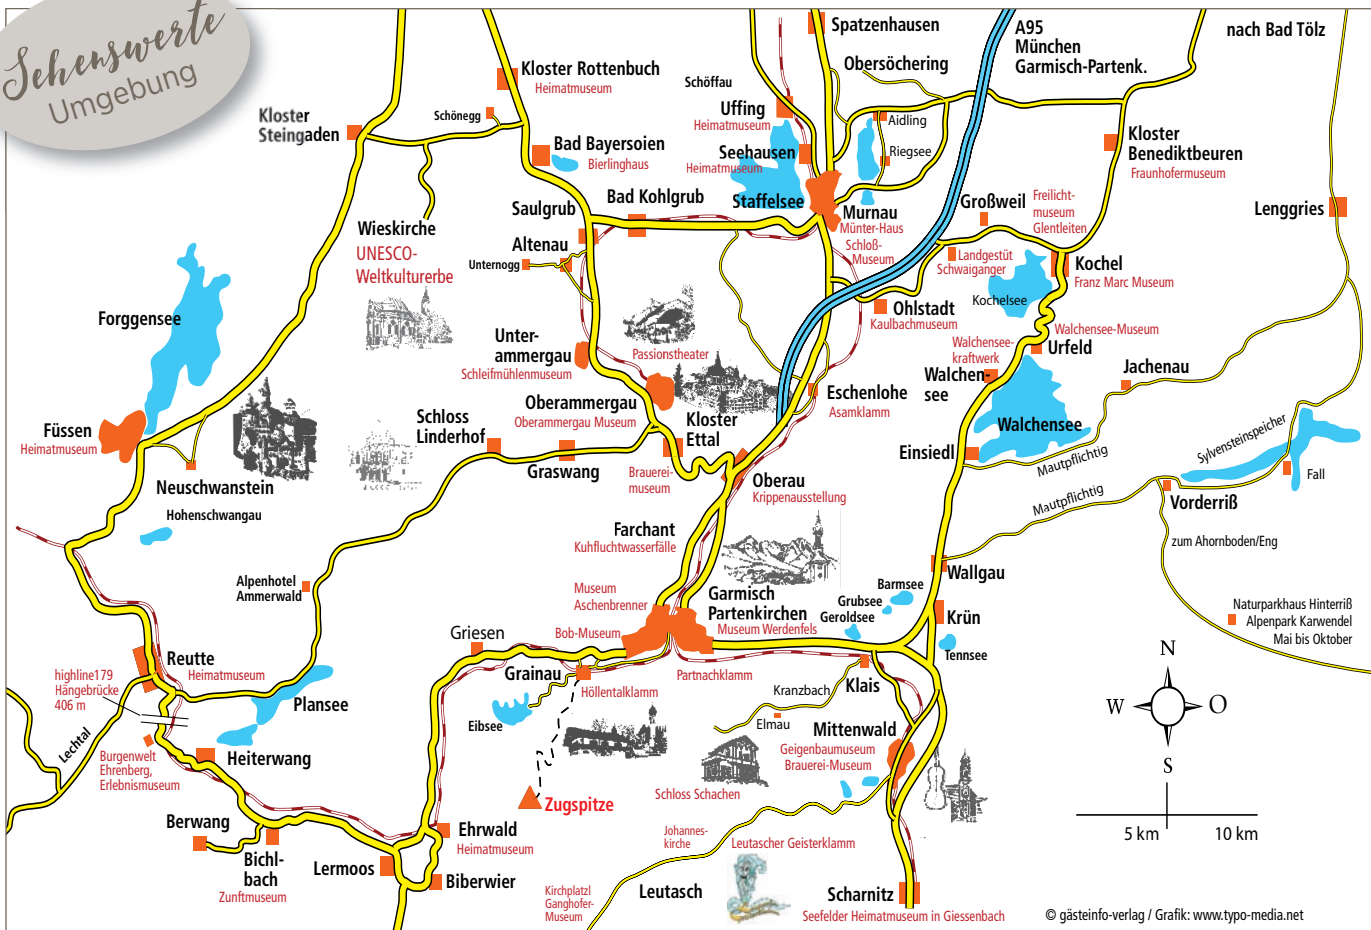 Sehenswerte
Umgebung
Spatzenhausen
A95
München
Garmisch-Partenk.
nach Bad Tölz
Obersöchering
Kloster Rottenbuch
Heimatmuseum
Schöffau
Uffing
Heimatmuseum
Kloster
Steingaden
Schönegg
Aidling
Kloster
Benediktbeuren
Fraunhofermuseum
Bad Bayersoien
Bierlinghaus
Seehausen
Heimatmuseum
Riegsee
Staffelsee
Bad Kohlgrub
Saulgrub
Murnau
Münter-Haus
Schloß-
Museum
Großweil
Freilicht-
museum
Glentleiten
Lenggries
Wieskirche
UNESCO-
Weltkulturerbe
Altenau
Unternogg
Landgestüt
Schwaiganger
Kochel
Franz Marc Museum
Kochelsee
Forggensee
Ohlstadt
Kaulbachmuseum
Unter-
ammergau
Schleifmühlenmuseum
Passionstheater
Walchensee-Museum
Urfeld
Walchensee-
kraftwerk
Walchen-
see
Jachenau
Eschenlohe
Asamklamm
Oberammergau
Oberammergau Museum
Schloss
Linderhof
Kloster
Ettal
Walchensee
Füssen
Heimatmuseum
Graswang
Brauerei-
museum
Einsiedl
Mautpflichtig
Sylvensteinspeicher
Fall
Neuschwanstein
Hohenschwangau
Oberau
Krippenausstellung
Mautpflichtig
Vorderriß
zum Ahornboden/Eng
Farchant
Kuhfluchtwasserfälle
Alpenhotel
Ammerwald
Museum
Aschenbrenner
Garmisch
Partenkirchen
Museum Werdenfels
Wallgau
Barmsee
Grubsee
Geroldsee
Krün
Naturparkhaus Hinterriß
Alpenpark Karwendel
Mai bis Oktober
Griesen
Bob-Museum
Tennsee
Reutte
Heimatmuseum
highline179
Hängebrücke
406 m
Grainau
Höllentalklamm
Partnachklamm
Klais
Kranzbach
Elmau
Plansee
Eibsee
Mittenwald
Geigenbaumuseum
Brauerei-Museum
N
W
O
S
Lechtal
Burgenwelt
Ehrenberg,
Erlebnismuseum
Heiterwang
Schloss Schachen
Zugspitze
Berwang
Bichl-
bach
Zunftmuseum
Ehrwald
Heimatmuseum
Lermoos
Biberwier
Johannes-
kirche
Leutascher Geisterklamm
5 km
10 km
Kirchplatzl
Ganghofer-
Museum
Leutasch
Scharnitz
Seefelder Heimatmuseum in Giessenbach
© gästeinfo-verlag / Grafik: www.typo-media.net